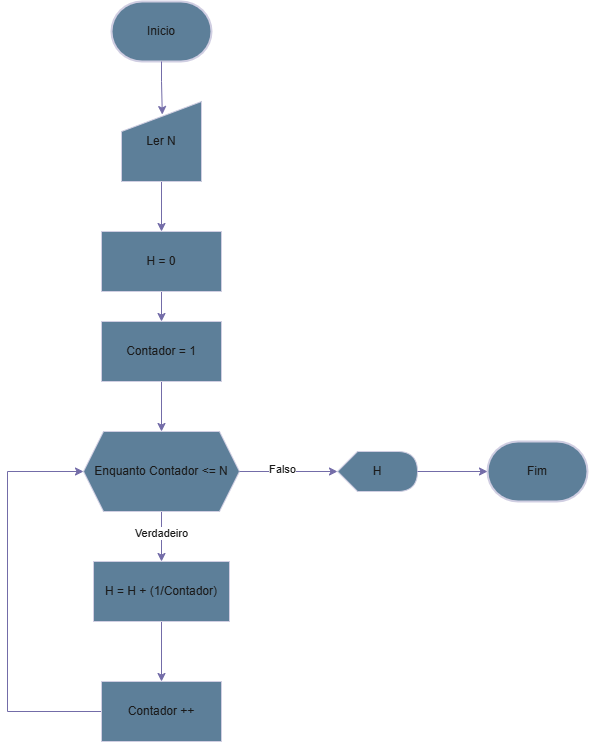 Inicio
Ler N
H = 0
Contador = 1
Enquanto Contador <= N
Falso
H
Fim
Verdadeiro
H = H + (1/Contador)
Contador ++